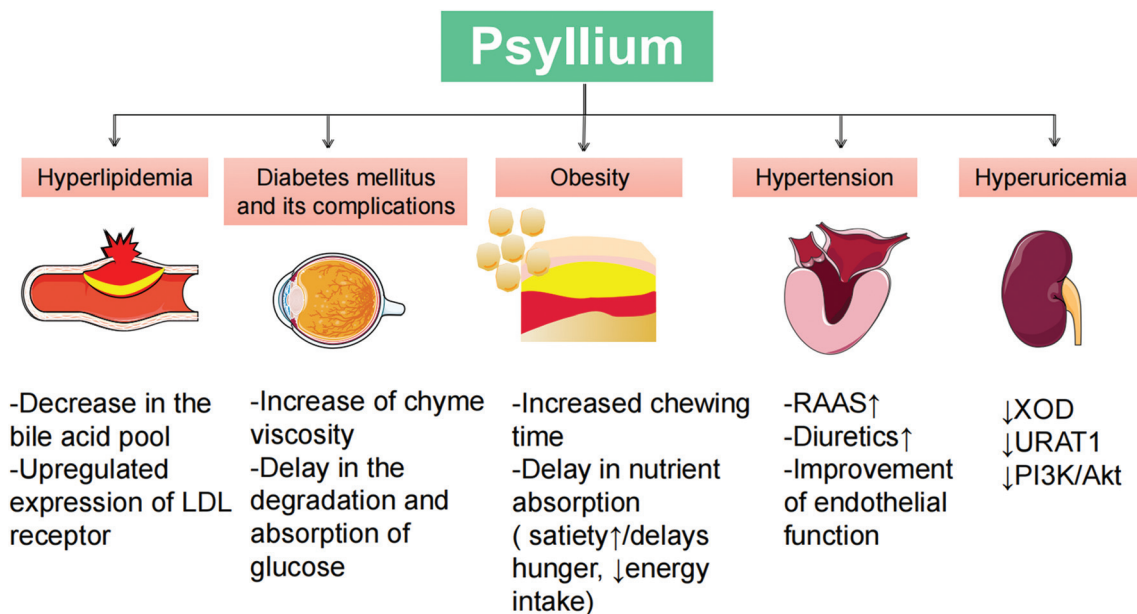 Psyllium
Hyperlipidemia
Diabetes mellitus
and its complications
Obesity
Hypertension
Hyperuricemia
-Decrease in the
bile acid pool
-Upregulated
expression of LDL
receptor
-Increase of chyme
viscosity
-Delay in the
degradation and
absorption of
glucose
-Increased chewing
time
-Delay in nutrient
absorption
( satiety↑/delays
hunger, ↓energy
intake)
-RAAS↑
-Diuretics↑
-Improvement
of endothelial
function
↓XOD
↓URAT1
↓PI3K/Akt